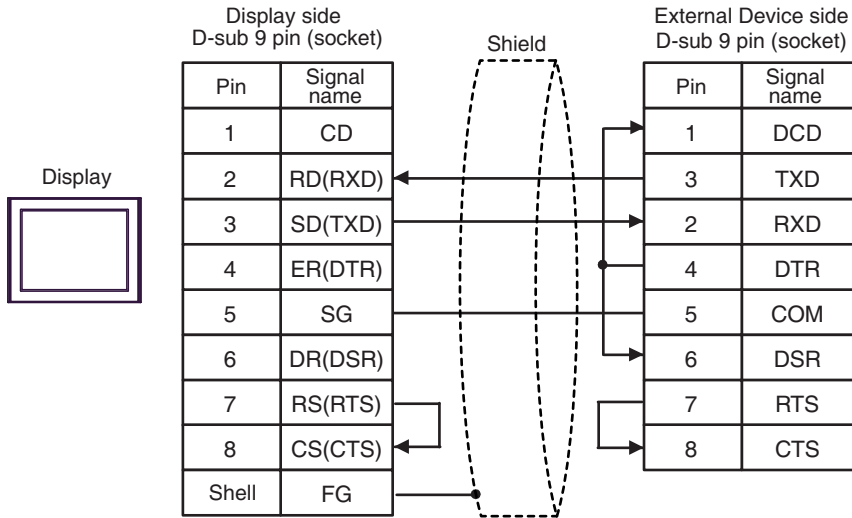 Display side
D-sub 9 pin (socket)
Shield
External Device side
D-sub 9 pin (socket)
Display
Pin Signal name
1 CD
2 RD(RXD)
3 SD(TXD)
4 ER(DTR)
5 SG
6 DR(DSR)
7 RS(RTS)
8 CS(CTS)
Shell FG
Pin Signal name
1 DCD
3 TXD
2 RXD
4 DTR
5 COM
6 DSR
7 RTS
8 CTS